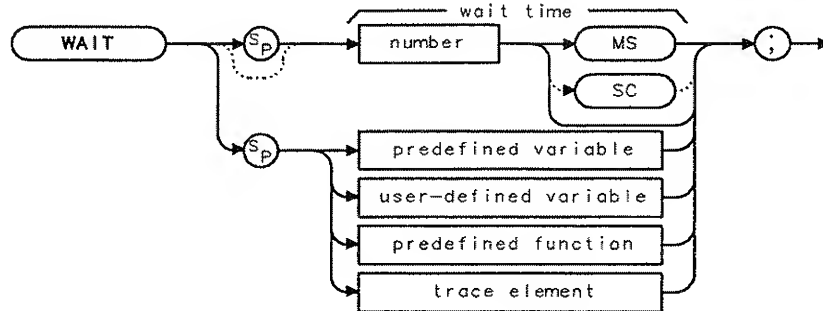 wait time
WAIT
SP
number
MS
;
SC
SP
predefined variable
user-defined variable
predefined function
trace element